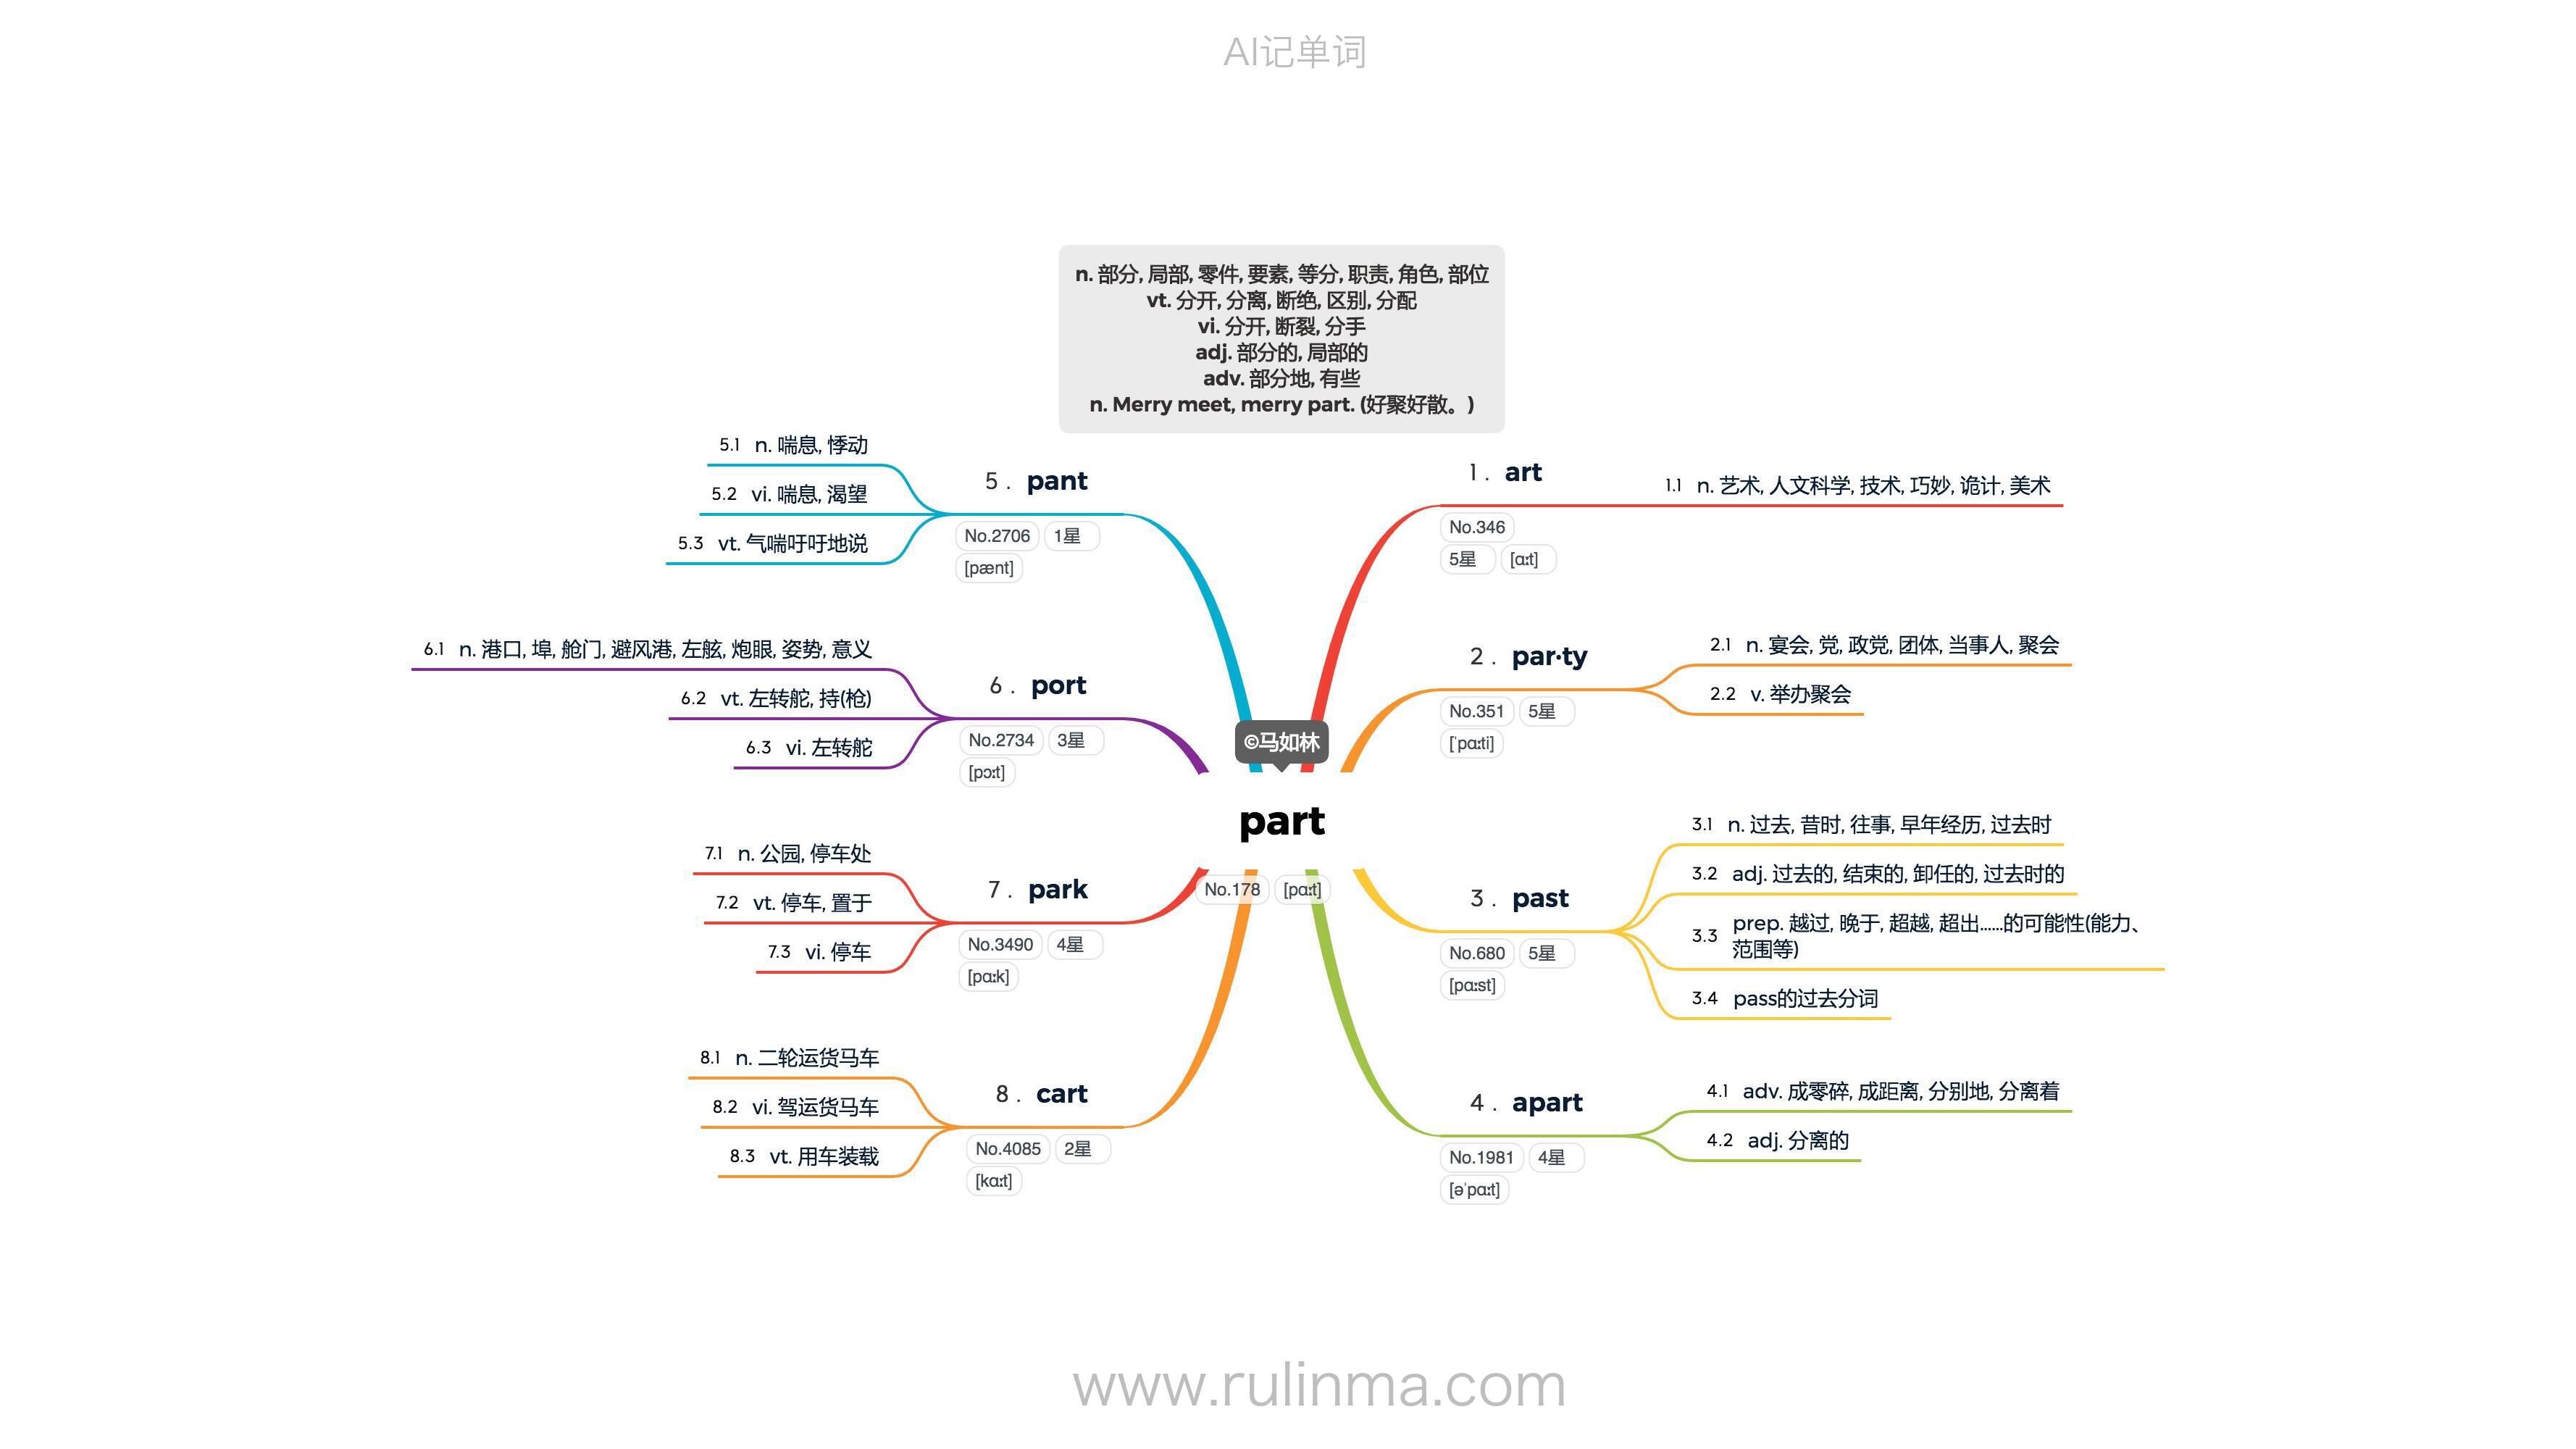 AI记单词
n. 部分, 局部, 零件, 要素, 等分, 职责, 角色, 部位
vt. 分开, 分离, 断绝, 区别, 分配
vi. 分开, 断裂, 分手
adj. 部分的, 局部的
adv. 部分地, 有些
n. Merry meet, merry part. (好聚好散。)
©马如林
part
No.178 [pɑːt]
1. art
No.346
5星 [ɑːt]
1.1 n. 艺术, 人文科学, 技术, 巧妙, 诡计, 美术
2. par·ty
No.351 5星
[ˈpɑːti]
2.1 n. 宴会, 党, 政党, 团体, 当事人, 聚会
2.2 v. 举办聚会
3. past
No.680 5星
[pɑːst]
3.1 n. 过去, 昔时, 往事, 早年经历, 过去时
3.2 adj. 过去的, 结束的, 卸任的, 过去时的
3.3 prep. 越过, 晚于, 超越, 超出……的可能性(能力、
范围等)
3.4 pass的过去分词
4. apart
No.1981 4星
[əˈpɑːt]
4.1 adv. 成零碎, 成距离, 分别地, 分离着
4.2 adj. 分离的
5. pant
No.2706 1星
[pænt]
5.1 n. 喘息, 悸动
5.2 vi. 喘息, 渴望
5.3 vt. 气喘吁吁地说
6. port
No.2734 3星
[pɔːt]
6.1 n. 港口, 埠, 舱门, 避风港, 左舷, 炮眼, 姿势, 意义
6.2 vt. 左转舵, 持(枪)
6.3 vi. 左转舵
7. park
No.3490 4星
[pɑːk]
7.1 n. 公园, 停车处
7.2 vt. 停车, 置于
7.3 vi. 停车
8. cart
No.4085 2星
[kɑːt]
8.1 n. 二轮运货马车
8.2 vi. 驾运货马车
8.3 vt. 用车装载
www.rulinma.com